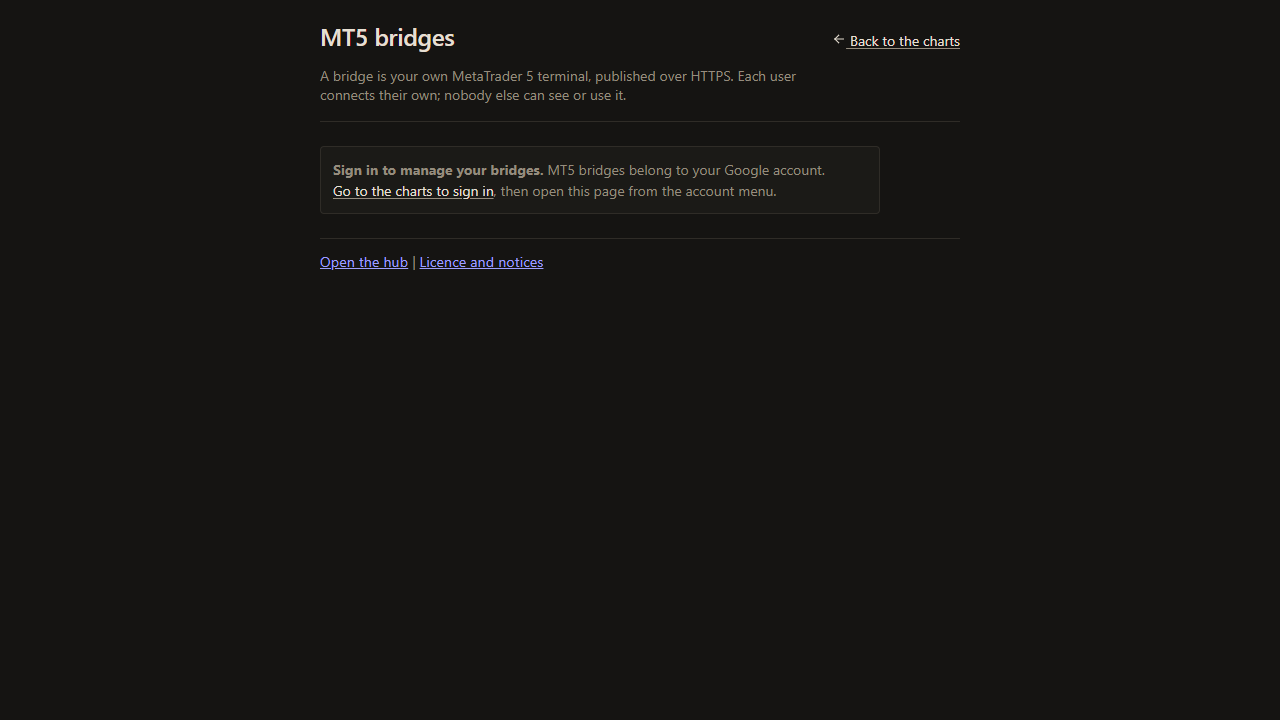 MT5 bridges
← Back to the charts
A bridge is your own MetaTrader 5 terminal, published over HTTPS. Each user
connects their own; nobody else can see or use it.
Sign in to manage your bridges. MT5 bridges belong to your Google account.
Go to the charts to sign in, then open this page from the account menu.
Open the hub | Licence and notices